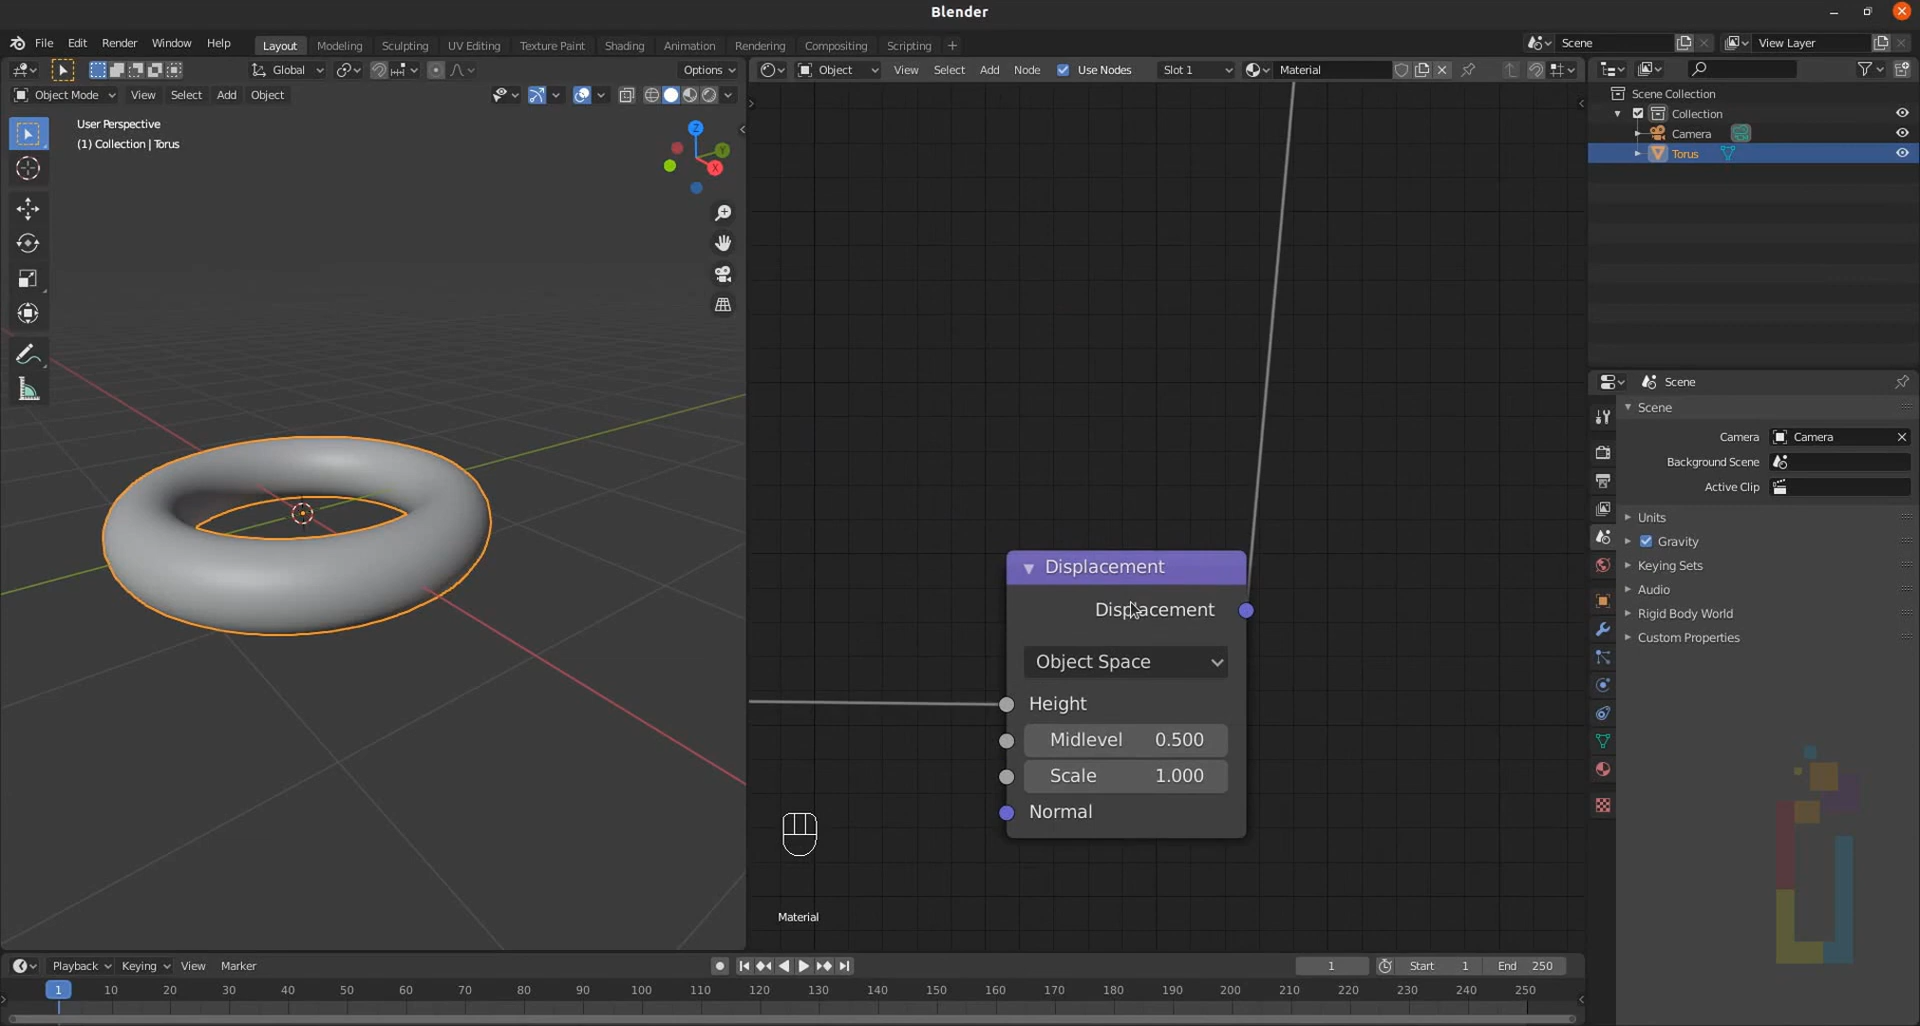 Blender
File Edit Render Window Help
Layout Modeling Sculpting UV Editing Texture Paint Shading Animation Rendering Compositing Scripting +
Scene
View Layer
Global
Options
Object
View Select Add Node
Use Nodes
Slot 1
Material
Object Mode
View Select Add Object
User Perspective
(1) Collection | Torus
Z
Y
X
Scene Collection
Collection
Camera
Torus
Scene
Scene
Camera
Camera
Background Scene
Active Clip
Units
Gravity
Keying Sets
Audio
Rigid Body World
Custom Properties
Displacement
Displacement
Object Space
Height
Midlevel 0.500
Scale 1.000
Normal
Material
Playback Keying View Marker
1
Start 1
End 250
1 10 20 30 40 50 60 70 80 90 100 110 120 130 140 150 160 170 180 190 200 210 220 230 240 250